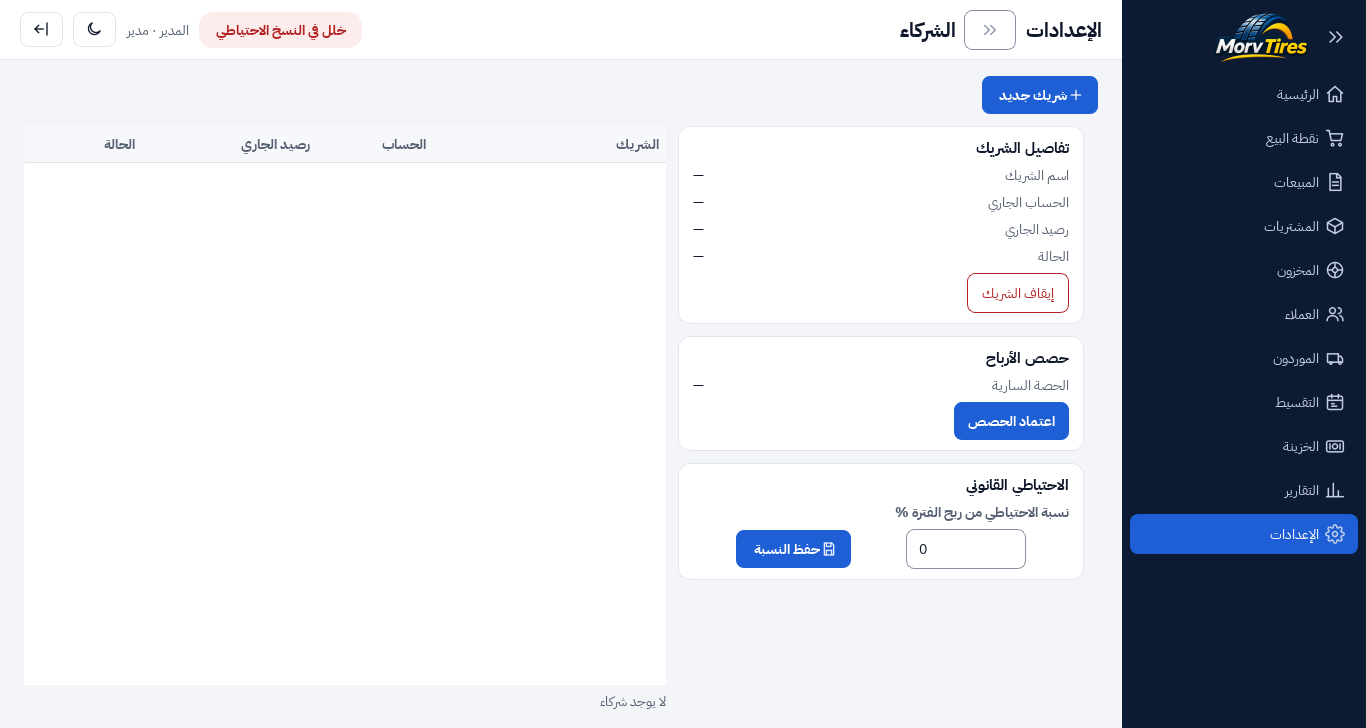 MorvTires
الرئيسية
نقطة البيع
المبيعات
المشتريات
المخزون
العملاء
الموردون
التقسيط
الخزينة
التقارير
الإعدادات
الإعدادات
الشركاء
خلل في النسخ الاحتياطي
المدير · مدير
شريك جديد
تفاصيل الشريك
اسم الشريك —
الحساب الجاري —
رصيد الجاري —
الحالة —
إيقاف الشريك
حصص الأرباح
الحصة السارية —
اعتماد الحصص
الاحتياطي القانوني
نسبة الاحتياطي من ربح الفترة %
0
حفظ النسبة
الشريك الحساب رصيد الجاري الحالة
لا يوجد شركاء